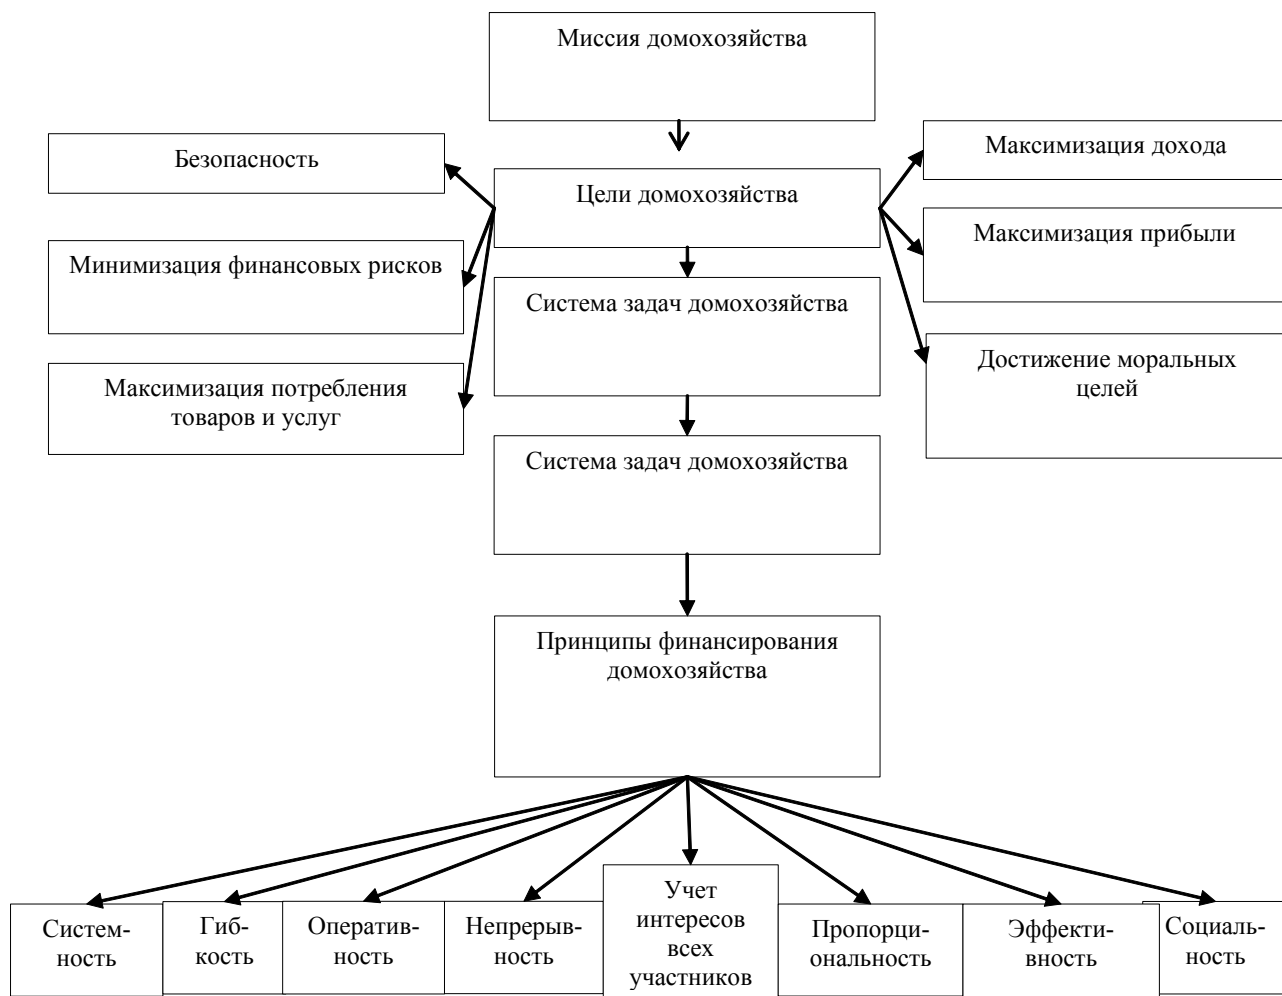 Миссия домохозяйства
Безопасность
Цели домохозяйства
Максимизация дохода
Минимизация финансовых рисков
Максимизация прибыли
Система задач домохозяйства
Максимизация потребления
товаров и услуг
Достижение моральных
целей
Система задач домохозяйства
Принципы финансирования
домохозяйства
Систем-
ность
Гиб-
кость
Оператив-
ность
Непрерыв-
ность
Учет
интересов
всех
участников
Пропорци-
ональность
Эффекти-
вность
Социаль-
ность